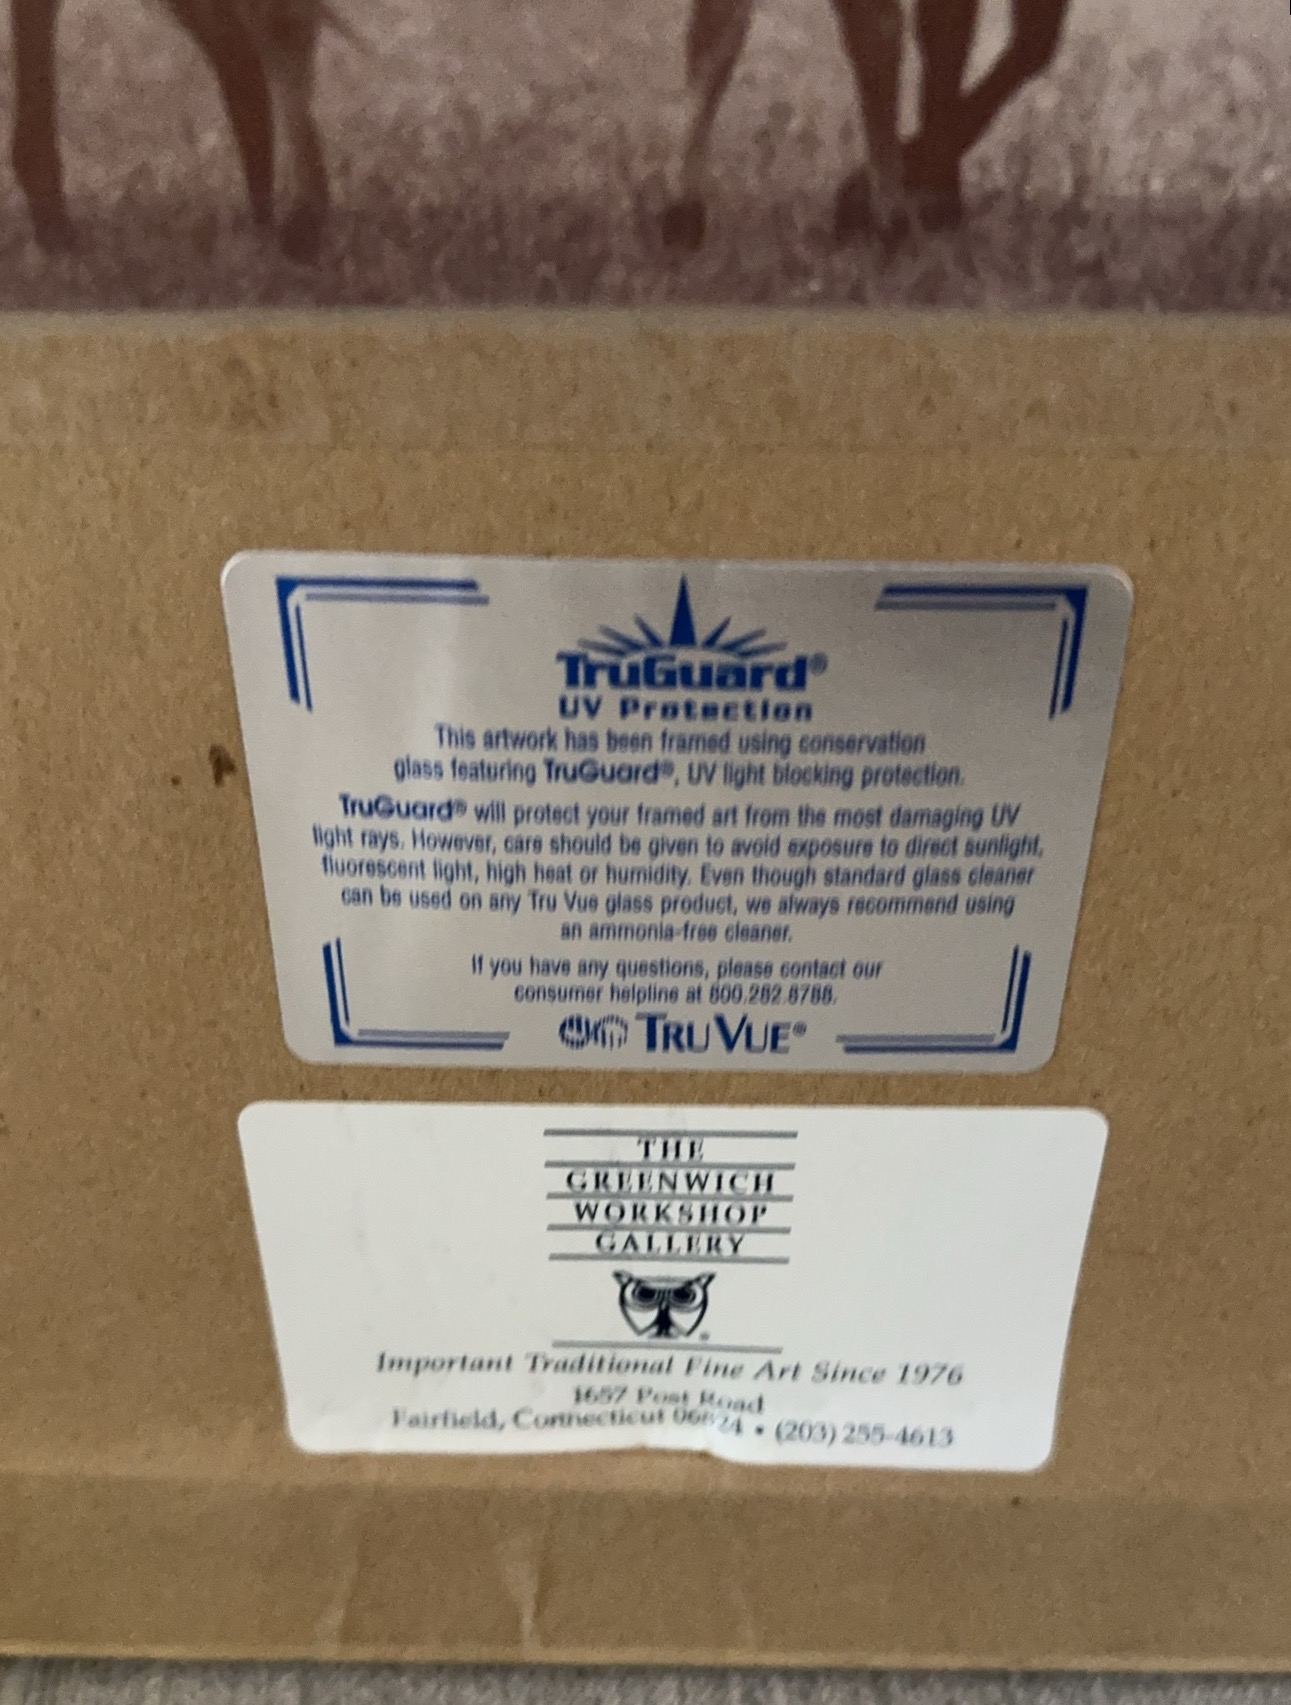 TruGuard®
UV Protection
This artwork has been framed using conservation
glass featuring TruGuard®, UV light blocking protection.
TruGuard® will protect your framed art from the most damaging UV
light rays. However, care should be given to avoid exposure to direct sunlight,
fluorescent light, high heat or humidity. Even though standard glass cleaner
can be used on any Tru Vue glass product, we always recommend using
an ammonia-free cleaner.
If you have any questions, please contact our
consumer helpline at 800.282.8788.
TRU VUE®
THE
GREENWICH
WORKSHOP
GALLERY
Important Traditional Fine Art Since 1976
1657 Post Road
Fairfield, Connecticut 06824 • (203) 255-4613